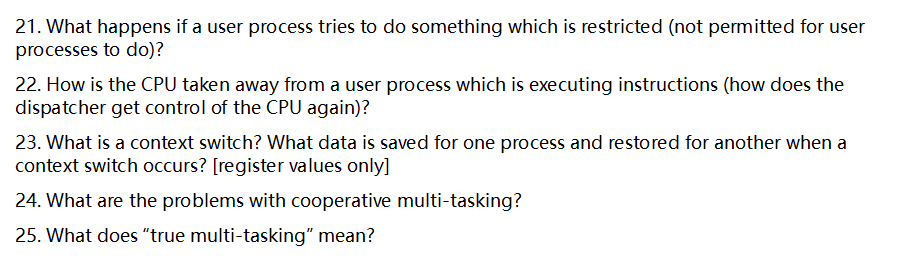 21. What happens if a user process tries to do something which is restricted (not permitted for user
processes to do)?
22. How is the CPU taken away from a user process which is executing instructions (how does the
dispatcher get control of the CPU again)?
23. What is a context switch? What data is saved for one process and restored for another when a
context switch occurs? [register values only]
24. What are the problems with cooperative multi-tasking?
25. What does “true multi-tasking” mean?